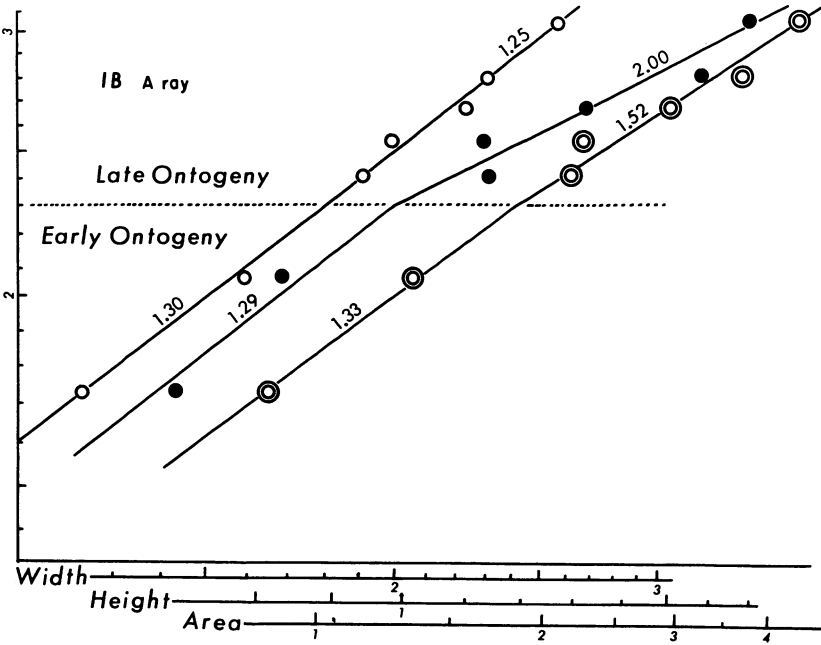 3
1.25
IB A ray
2.00
1.52
Late Ontogeny
Early Ontogeny
2
1.30
1.29
1.33
Width
2
3
Height
1
Area
1
2
3
4